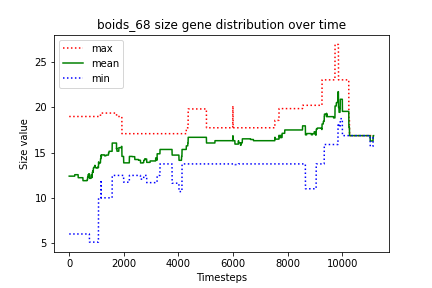 boids_68 size gene distribution over time
max
mean
min
Size value
25
20
15
10
5
0
2000
4000
6000
8000
10000
Timesteps